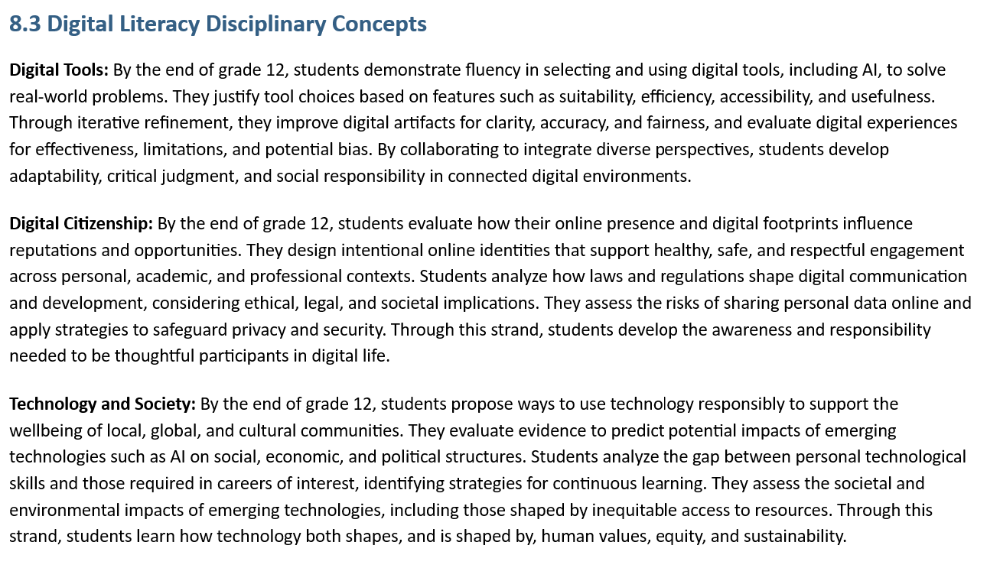 8.3 Digital Literacy Disciplinary Concepts
Digital Tools: By the end of grade 12, students demonstrate fluency in selecting and using digital tools, including AI, to solve
real-world problems. They justify tool choices based on features such as suitability, efficiency, accessibility, and usefulness.
Through iterative refinement, they improve digital artifacts for clarity, accuracy, and fairness, and evaluate digital experiences
for effectiveness, limitations, and potential bias. By collaborating to integrate diverse perspectives, students develop
adaptability, critical judgment, and social responsibility in connected digital environments.
Digital Citizenship: By the end of grade 12, students evaluate how their online presence and digital footprints influence
reputations and opportunities. They design intentional online identities that support healthy, safe, and respectful engagement
across personal, academic, and professional contexts. Students analyze how laws and regulations shape digital communication
and development, considering ethical, legal, and societal implications. They assess the risks of sharing personal data online and
apply strategies to safeguard privacy and security. Through this strand, students develop the awareness and responsibility
needed to be thoughtful participants in digital life.
Technology and Society: By the end of grade 12, students propose ways to use technology responsibly to support the
wellbeing of local, global, and cultural communities. They evaluate evidence to predict potential impacts of emerging
technologies such as AI on social, economic, and political structures. Students analyze the gap between personal technological
skills and those required in careers of interest, identifying strategies for continuous learning. They assess the societal and
environmental impacts of emerging technologies, including those shaped by inequitable access to resources. Through this
strand, students learn how technology both shapes, and is shaped by, human values, equity, and sustainability.